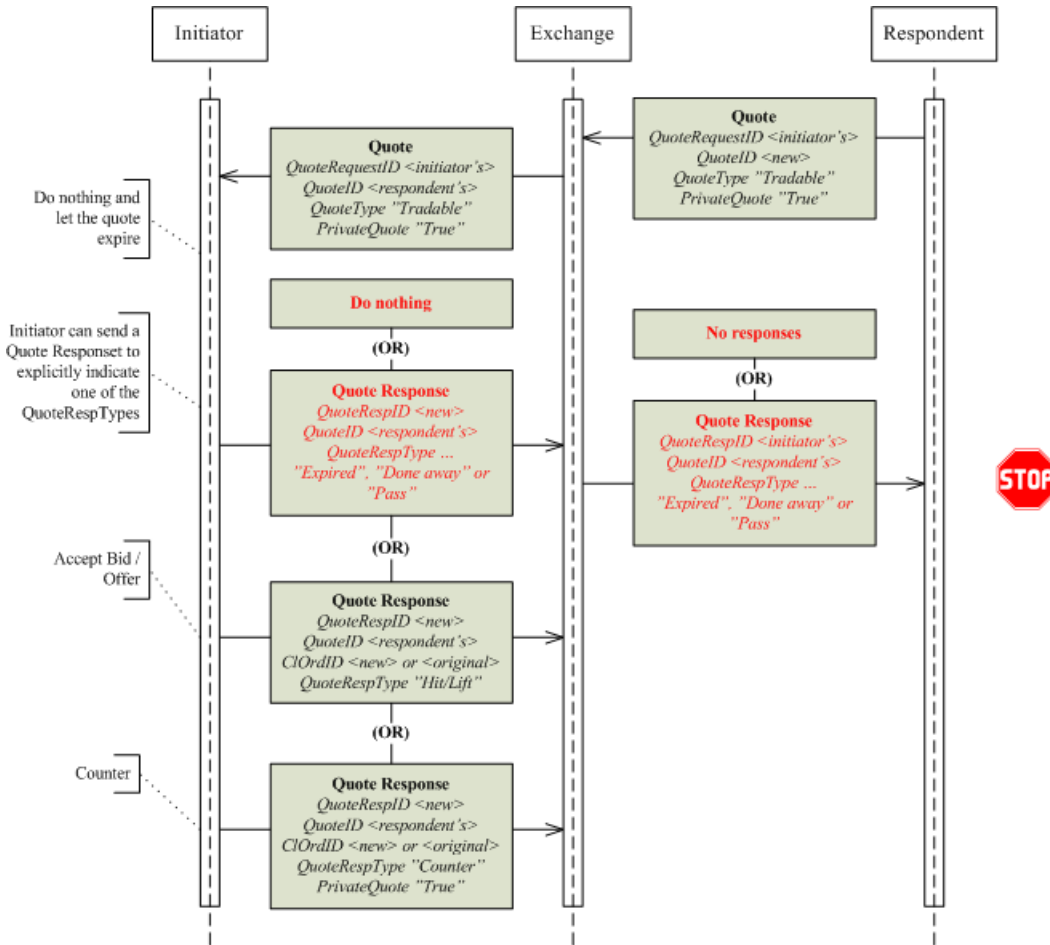 Initiator
Exchange
Respondent
Quote
QuoteRequestID <initiator's>
QuoteID <new>
QuoteType "Tradable"
PrivateQuote "True"
Quote
QuoteRequestID <initiator's>
QuoteID <respondent's>
QuoteType "Tradable"
PrivateQuote "True"
Do nothing and
let the quote
expire
Do nothing
(OR)
Initiator can send a
Quote Responset to
explicitly indicate
one of the
QuoteRespTypes
Quote Response
QuoteRespID <new>
QuoteID <respondent's>
QuoteRespType ...
"Expired", "Done away" or
"Pass"
No responses
(OR)
Quote Response
QuoteRespID <initiator's>
QuoteID <respondent's>
QuoteRespType ...
"Expired", "Done away" or
"Pass"
STOP
(OR)
Accept Bid /
Offer
Quote Response
QuoteRespID <new>
QuoteID <respondent's>
ClOrdID <new> or <original>
QuoteRespType "Hit/Lift"
(OR)
Counter
Quote Response
QuoteRespID <new>
QuoteID <respondent's>
ClOrdID <new> or <original>
QuoteRespType "Counter"
PrivateQuote "True"